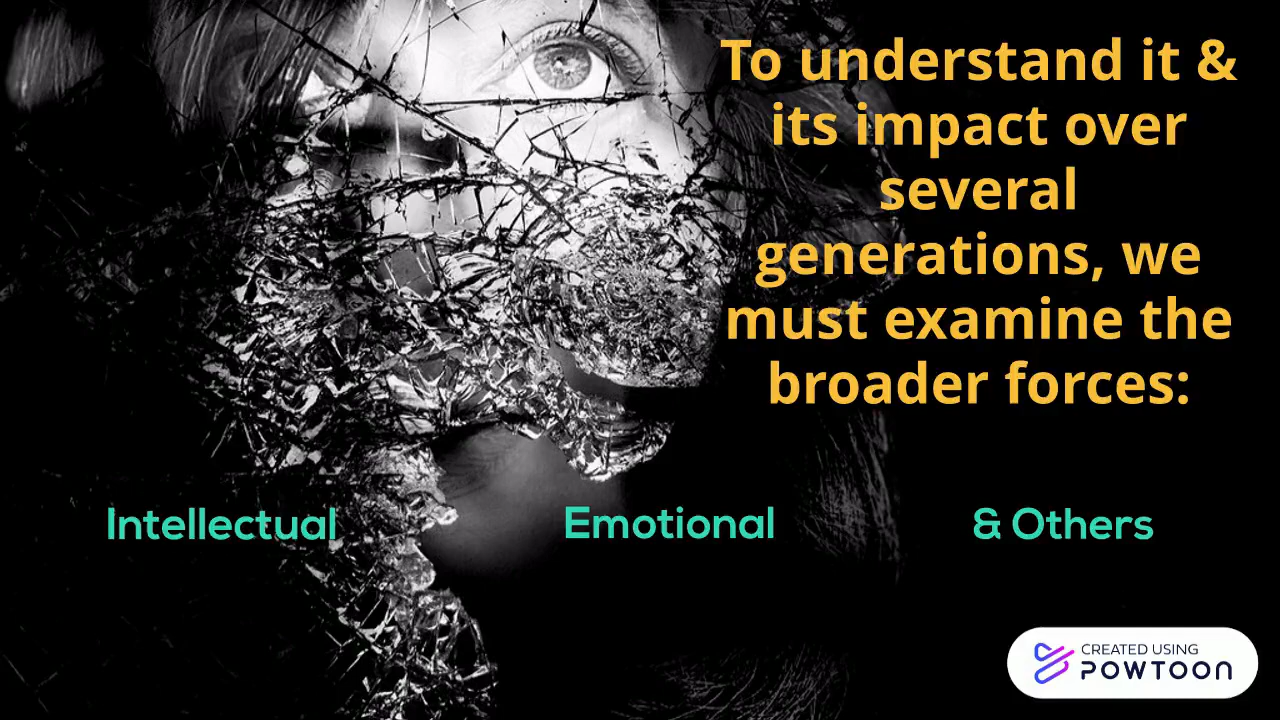 To understand it &
its impact over
several
generations, we
must examine the
broader forces:
Intellectual
Emotional
& Others
CREATED USING
POWTOON